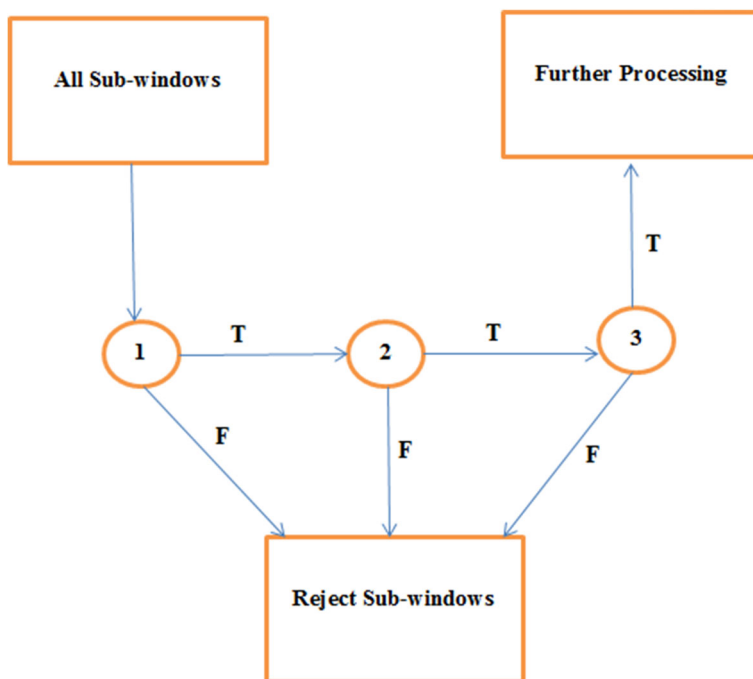 All Sub-windows
Further Processing
T
1
T
2
T
3
F
F
F
Reject Sub-windows